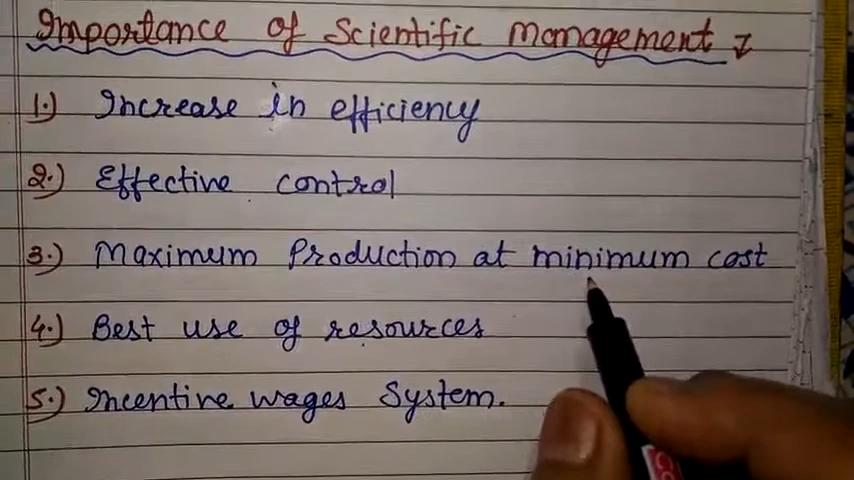 Importance of Scientific Management :
1.) Increase in efficiency
2.) Effective control
3.) Maximum Production at minimum cost
4.) Best use of resources
5.) Incentive wages System.